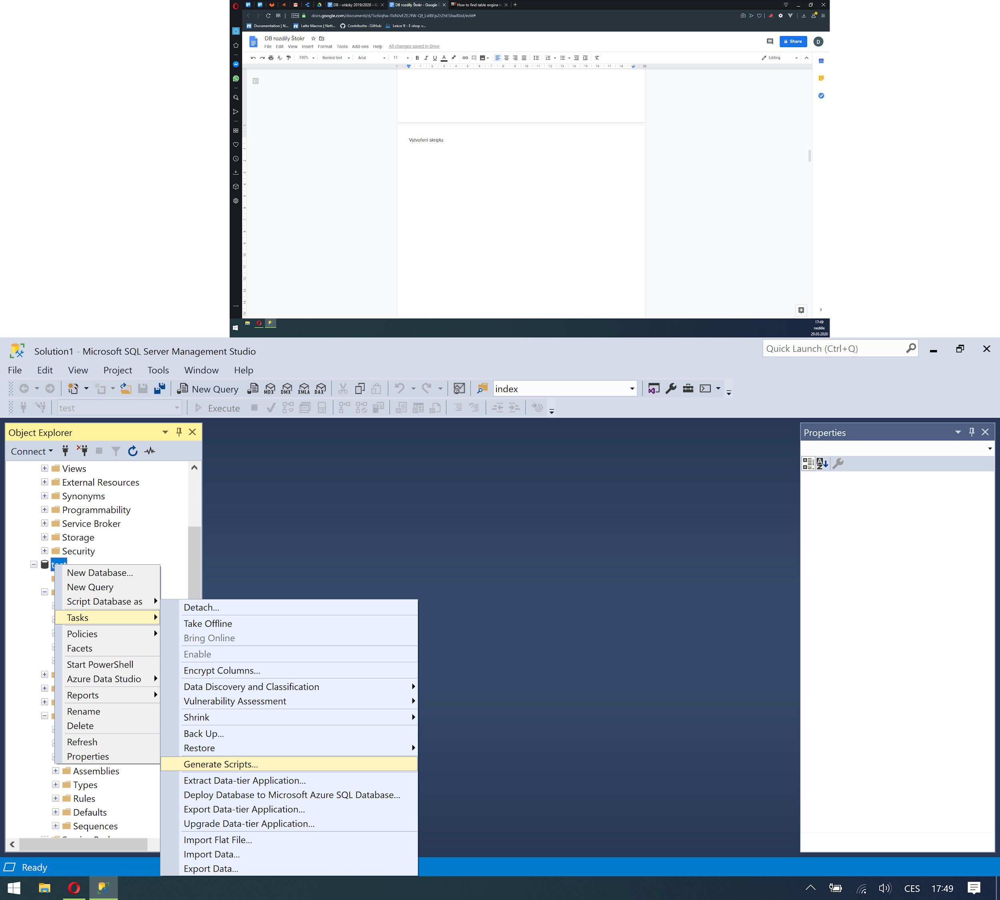 DB - otázky 2019/2020 - G
DB rozdíly Štokr - Google D
How to find table engine in
VPN
docs.google.com/document/d/1ic6iqha-lTxNJvEZE2fW-Qf_LxlBFpZrZhES6wXlixI/edit#
Documentation | N...
Latte Macros | Nett...
Contributte · GitHub
Lekce 9 - E-shop v...
DB rozdíly Štokr
File Edit View Insert Format Tools Add-ons Help All changes saved in Drive
Share
D
100% Normal text Arial 11 B I U A Editing
Vytvoření skriptu:
17:49
neděle
29.03.2020
Solution1 - Microsoft SQL Server Management Studio
Quick Launch (Ctrl+Q)
File Edit View Project Tools Window Help
New Query MDX DMX XMLA DAX index
test Execute
Object Explorer
Connect
Views
External Resources
Synonyms
Programmability
Service Broker
Storage
Security
test
New Database...
New Query
Script Database as
Tasks
Policies
Facets
Start PowerShell
Azure Data Studio
Reports
Rename
Delete
Refresh
Properties
Assemblies
Types
Rules
Defaults
Sequences
Detach...
Take Offline
Bring Online
Enable
Encrypt Columns...
Data Discovery and Classification
Vulnerability Assessment
Shrink
Back Up...
Restore
Generate Scripts...
Extract Data-tier Application...
Deploy Database to Microsoft Azure SQL Database...
Export Data-tier Application...
Upgrade Data-tier Application...
Import Flat File...
Import Data...
Export Data...
Properties
Ready
CES 17:49